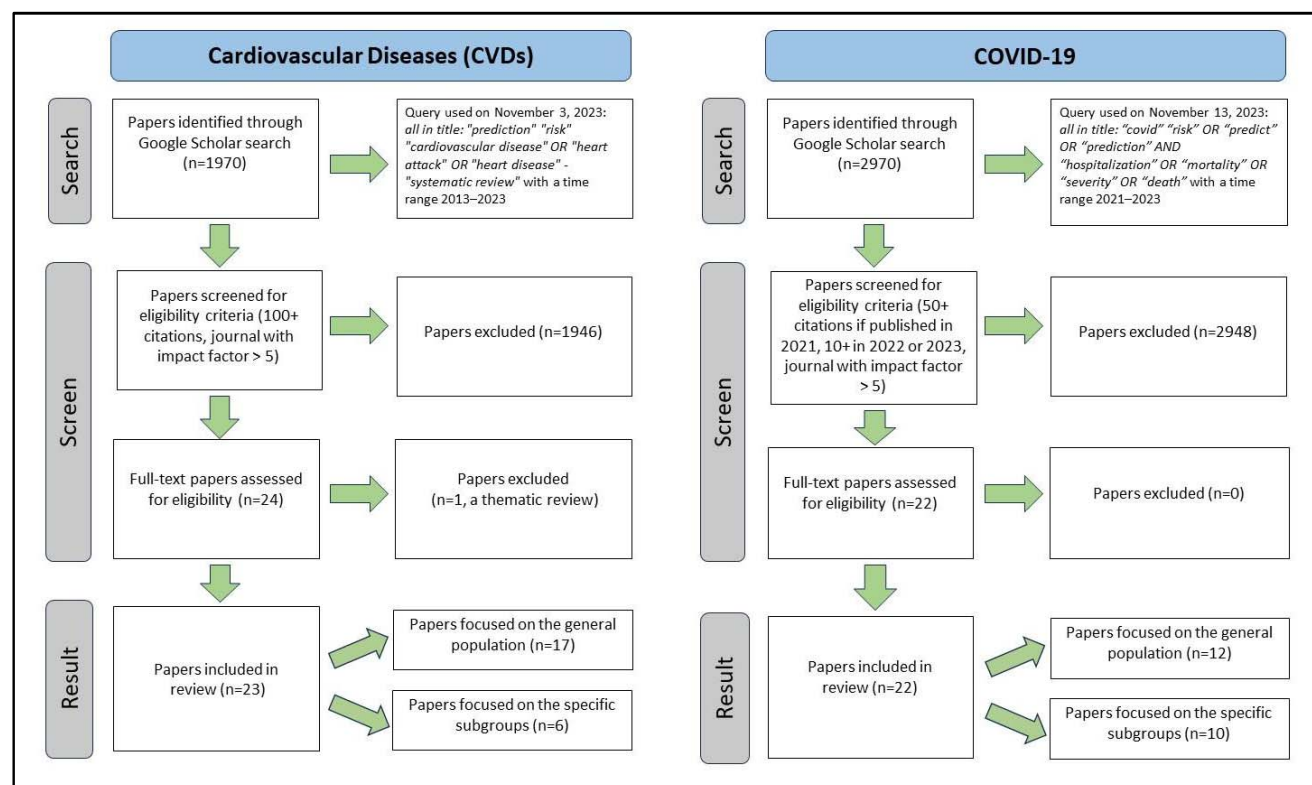 Cardiovascular Diseases (CVDs)
Search
Papers identified through
Google Scholar search
(n=1970)
Query used on November 3, 2023:
all in title: "prediction" "risk"
"cardiovascular disease" OR "heart
attack" OR "heart disease" -
"systematic review" with a time
range 2013–2023
Screen
Papers screened for
eligibility criteria (100+
citations, journal with
impact factor > 5)
Papers excluded (n=1946)
Full-text papers assessed
for eligibility (n=24)
Papers excluded
(n=1, a thematic review)
Result
Papers included in
review (n=23)
Papers focused on the general
population (n=17)
Papers focused on the specific
subgroups (n=6)
COVID-19
Search
Papers identified through
Google Scholar search
(n=2970)
Query used on November 13, 2023:
all in title: “covid” “risk” OR “predict”
OR “prediction” AND
“hospitalization” OR “mortality” OR
“severity” OR “death” with a time
range 2021–2023
Screen
Papers screened for
eligibility criteria (50+
citations if published in
2021, 10+ in 2022 or 2023,
journal with impact factor
> 5)
Papers excluded (n=2948)
Full-text papers assessed
for eligibility (n=22)
Papers excluded (n=0)
Result
Papers included in
review (n=22)
Papers focused on the general
population (n=12)
Papers focused on the specific
subgroups (n=10)